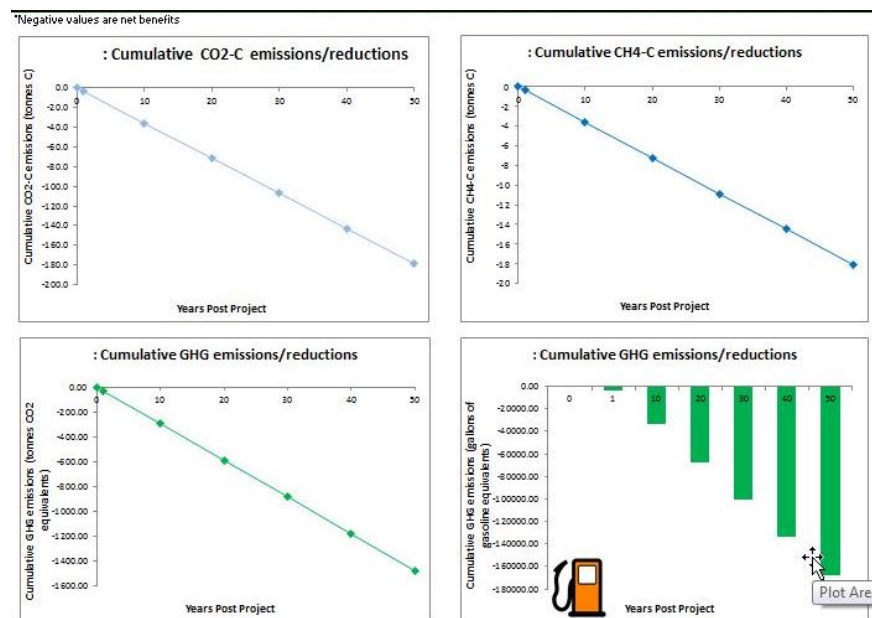 *Negative values are net benefits
: Cumulative CO2-C emissions/reductions
Cumulative CO2-C emissions (tonnes C)
0.0
-20.0
-40.0
-60.0
-80.0
-100.0
-120.0
-140.0
-160.0
-180.0
-200.0
0 10 20 30 40 50
Years Post Project
: Cumulative CH4-C emissions/reductions
Cumulative CH4-C emissions (tonnes C)
0
-2
-4
-6
-8
-10
-12
-14
-16
-18
-20
0 10 20 30 40 50
Years Post Project
: Cumulative GHG emissions/reductions
Cumulative GHG emissions (tonnes CO2
equivalents)
0.00
-200.00
-400.00
-600.00
-800.00
-1000.00
-1200.00
-1400.00
-1600.00
0 10 20 30 40 50
Years Post Project
: Cumulative GHG emissions/reductions
Cumulative GHG emissions (gallons of
gasoline equivalents)
0.00
-20000.00
-40000.00
-60000.00
-80000.00
-100000.00
-120000.00
-140000.00
-160000.00
-180000.00
0 1 10 20 30 40 50
Years Post Project
Plot Are